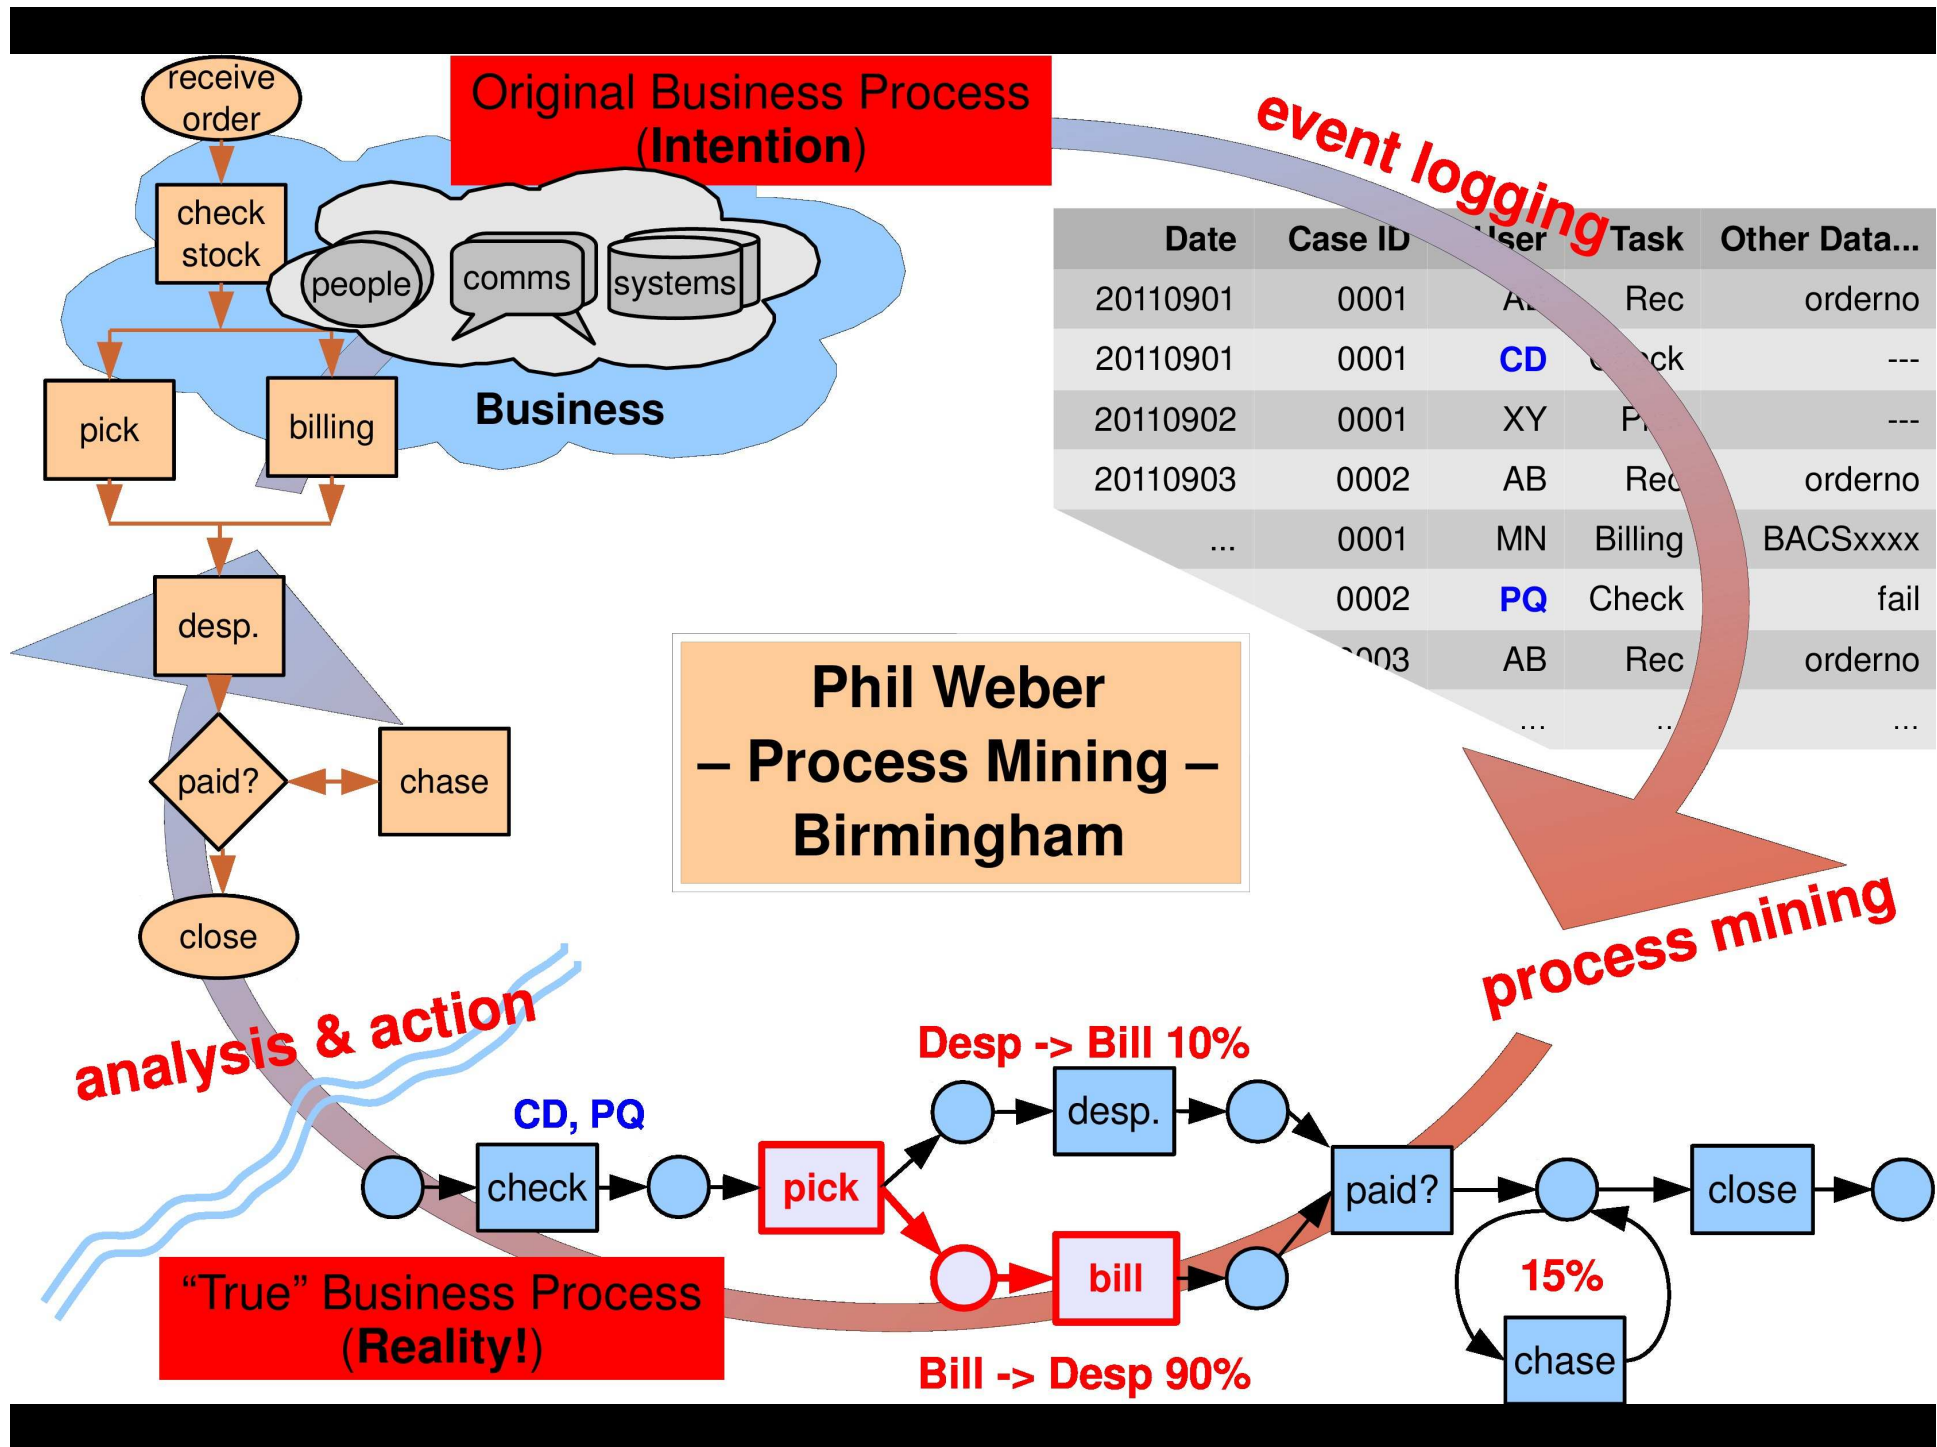 receive
order
check
stock
pick
billing
desp.
paid?
chase
close
Original Business Process
(Intention)
people
comms
systems
Business
event logging
Date Case ID User Task Other Data...
20110901 0001 Rec orderno
20110901 0001 CD ---
20110902 0001 XY ---
20110903 0002 AB Rec orderno
... 0001 MN Billing BACSxxxx
0002 PQ Check fail
AB Rec orderno
... ...
Phil Weber
– Process Mining –
Birmingham
process mining
analysis & action
"True" Business Process
(Reality!)
CD, PQ
check
pick
Desp -> Bill 10%
desp.
bill
Bill -> Desp 90%
paid?
close
15%
chase